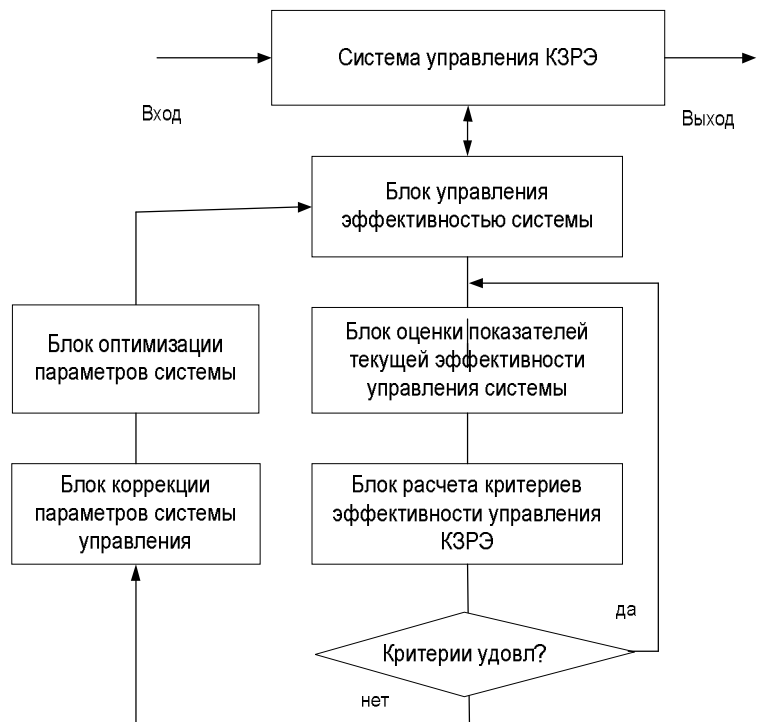 Система управления КЗРЭ
Вход
Выход
Блок управления
эффективностью системы
Блок оптимизации
параметров системы
Блок оценки показателей
текущей эффективности
управления системы
Блок коррекции
параметров системы
управления
Блок расчета критериев
эффективности управления
КЗРЭ
да
Критерии удовл?
нет